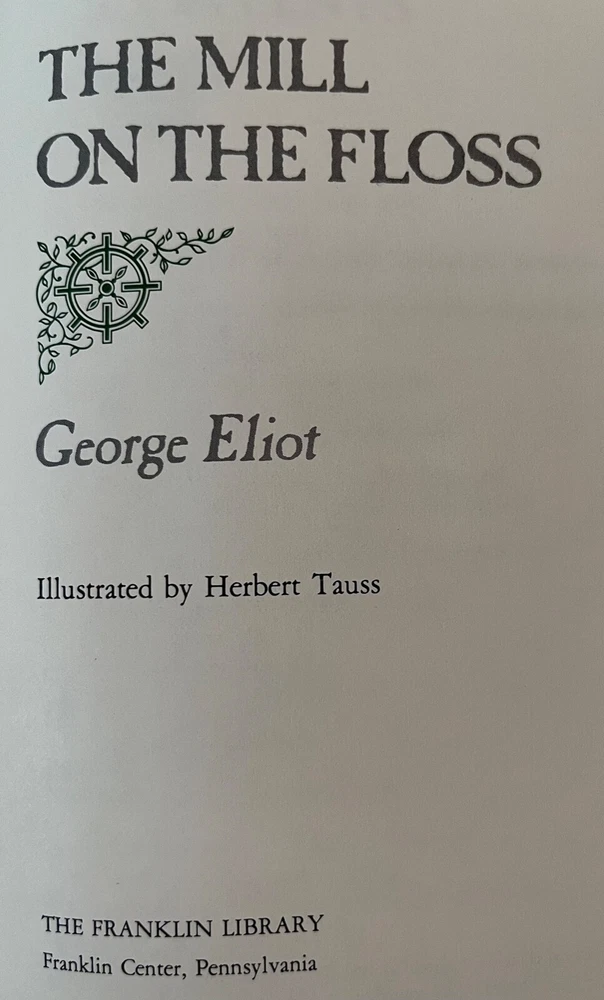 THE MILL
ON THE FLOSS
George Eliot
Illustrated by Herbert Tauss
THE FRANKLIN LIBRARY
Franklin Center, Pennsylvania